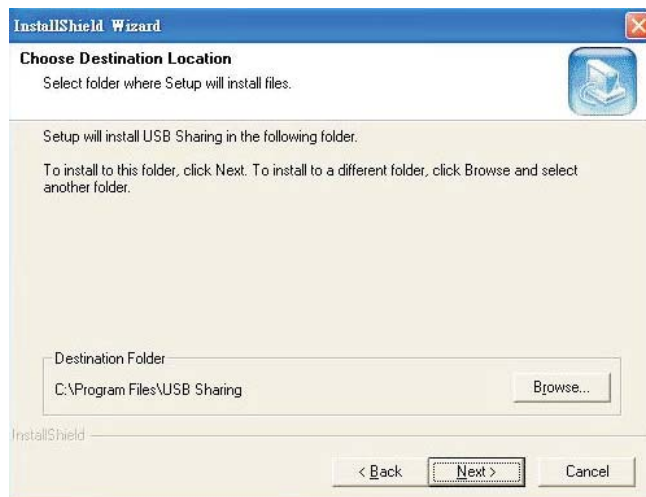 InstallShield Wizard
Choose Destination Location
Select folder where Setup will install files.
Setup will install USB Sharing in the following folder.
To install to this folder, click Next. To install to a different folder, click Browse and select
another folder.
Destination Folder
C:\Program Files\USB Sharing
Browse...
InstallShield
< Back
Next >
Cancel